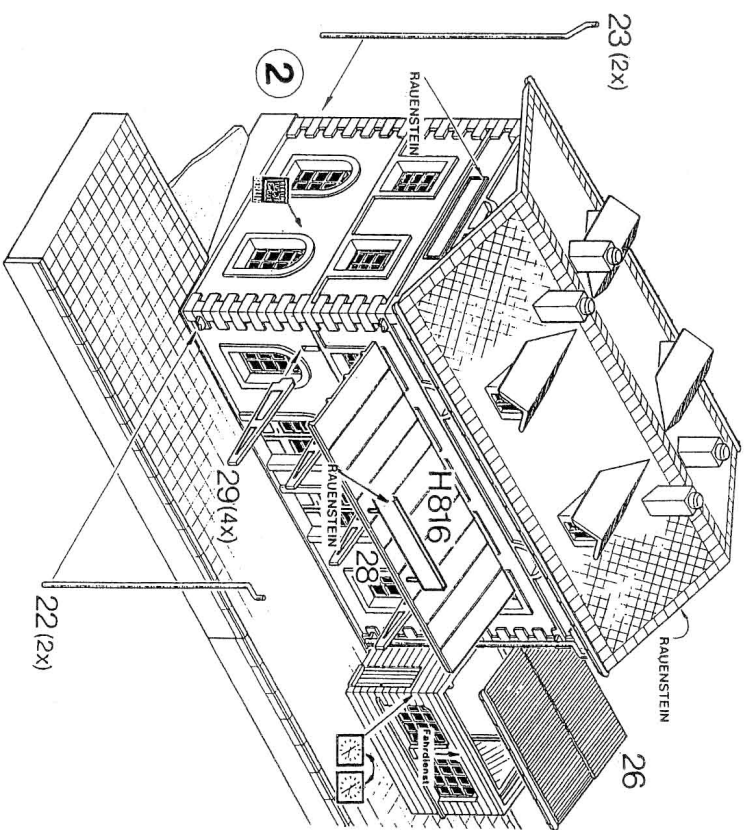 23 (2x)
2
RAUENSTEIN
H816
RAUENSTEIN
29 (4x)
28
22 (2x)
RAUENSTEIN
26
Fahrdienst